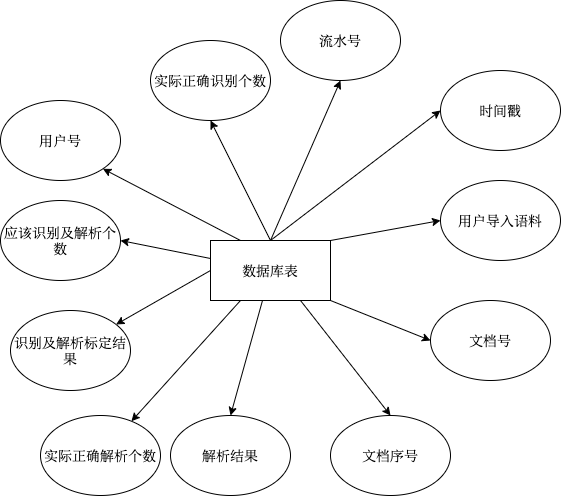 流水号
实际正确识别个数
时间戳
用户号
用户导入语料
应该识别及解析个
数
数据库表
识别及解析标定结
果
文档号
实际正确解析个数
解析结果
文档序号